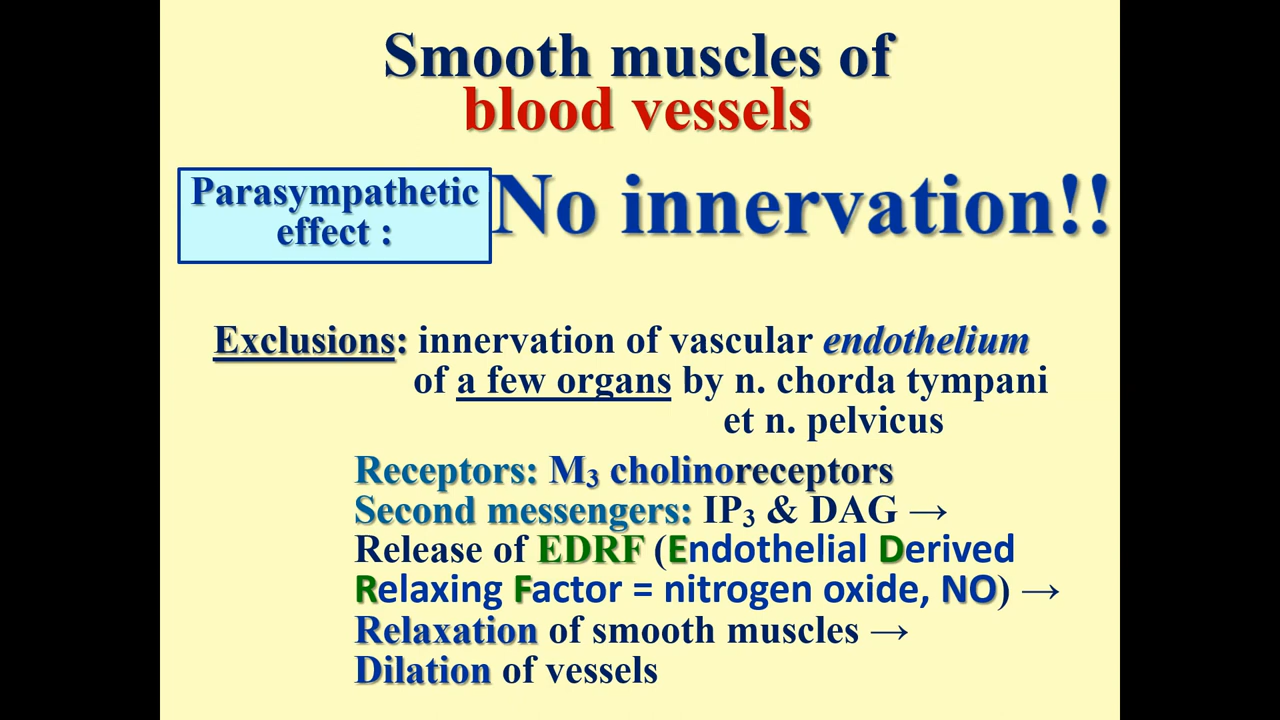 Smooth muscles of
blood vessels
Parasympathetic
effect :
No innervation!!
Exclusions: innervation of vascular endothelium
of a few organs by n. chorda tympani
et n. pelvicus
Receptors: M₃ cholinoreceptors
Second messengers: IP₃ & DAG →
Release of EDRF (Endothelial Derived
Relaxing Factor = nitrogen oxide, NO) →
Relaxation of smooth muscles →
Dilation of vessels